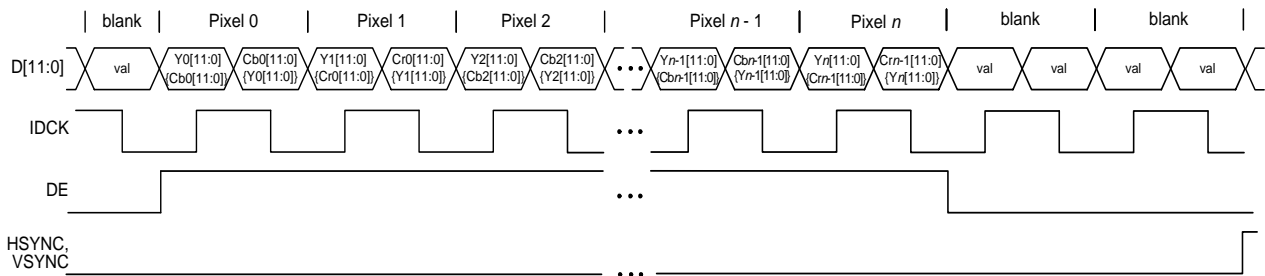 blank Pixel 0 Pixel 1 Pixel 2 Pixel n - 1 Pixel n blank blank
D[11:0] val Y0[11:0] Cb0[11:0] Y1[11:0] Cr0[11:0] Y2[11:0] Cb2[11:0] ••• Yn-1[11:0] Cbn-1[11:0] Yn[11:0] Crn-1[11:0] val val val val
{Cb0[11:0]} {Y0[11:0]} {Cr0[11:0]} {Y1[11:0]} {Cb2[11:0]} {Y2[11:0]} {Cbn-1[11:0]} {Yn-1[11:0]} {Crn-1[11:0]} {Yn[11:0]}
IDCK •••
DE •••
HSYNC,
VSYNC •••